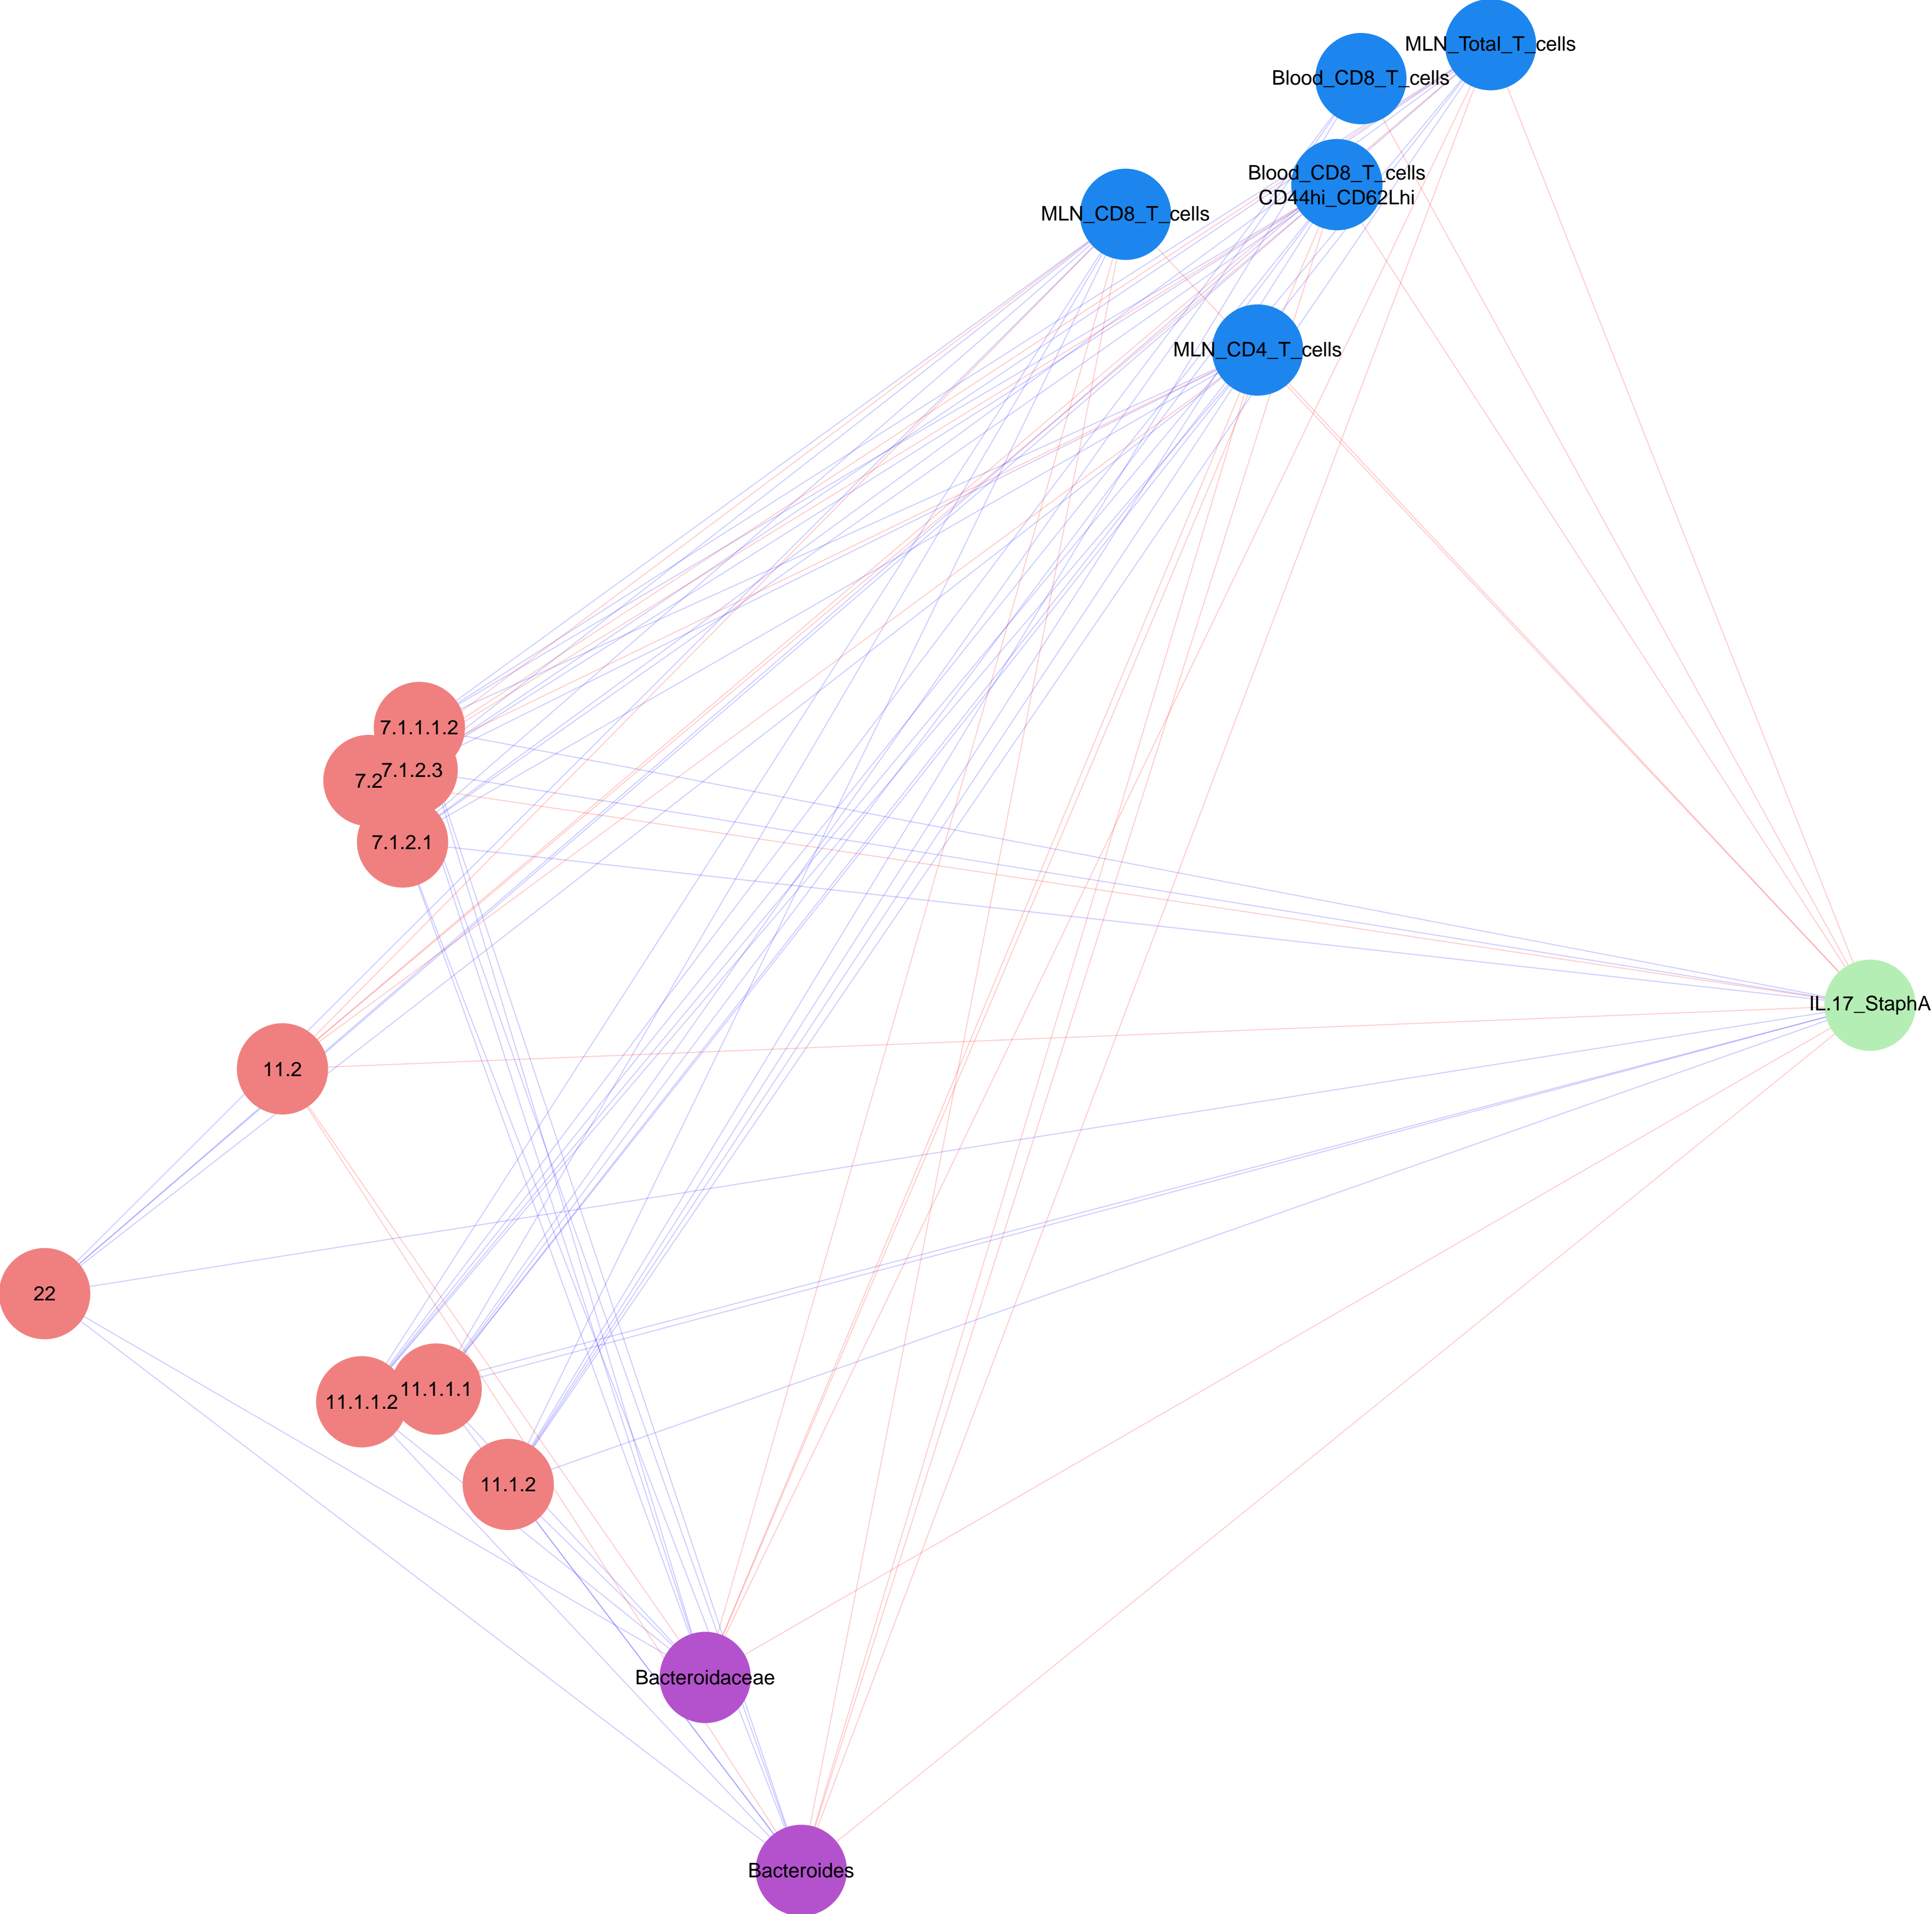 MLN_Total_T_cells
Blood_CD8_T_cells
Blood_CD8_T_cells
CD44hi_CD62Lhi
MLN_CD8_T_cells
MLN_CD4_T_cells
7.1.1.1.2
7.1.2.3
7.2
7.1.2.1
IL.17_StaphA
11.2
22
11.1.1.1
11.1.1.2
11.1.2
Bacteroidaceae
Bacteroides